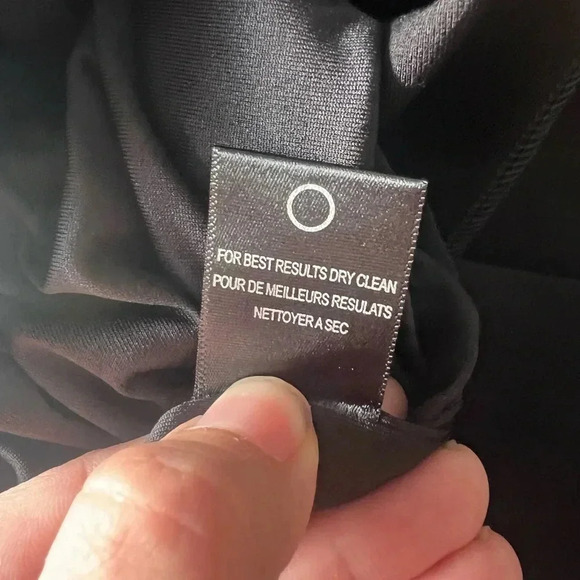 FOR BEST RESULTS DRY CLEAN
POUR DE MEILLEURS RESULATS
NETTOYER A SEC